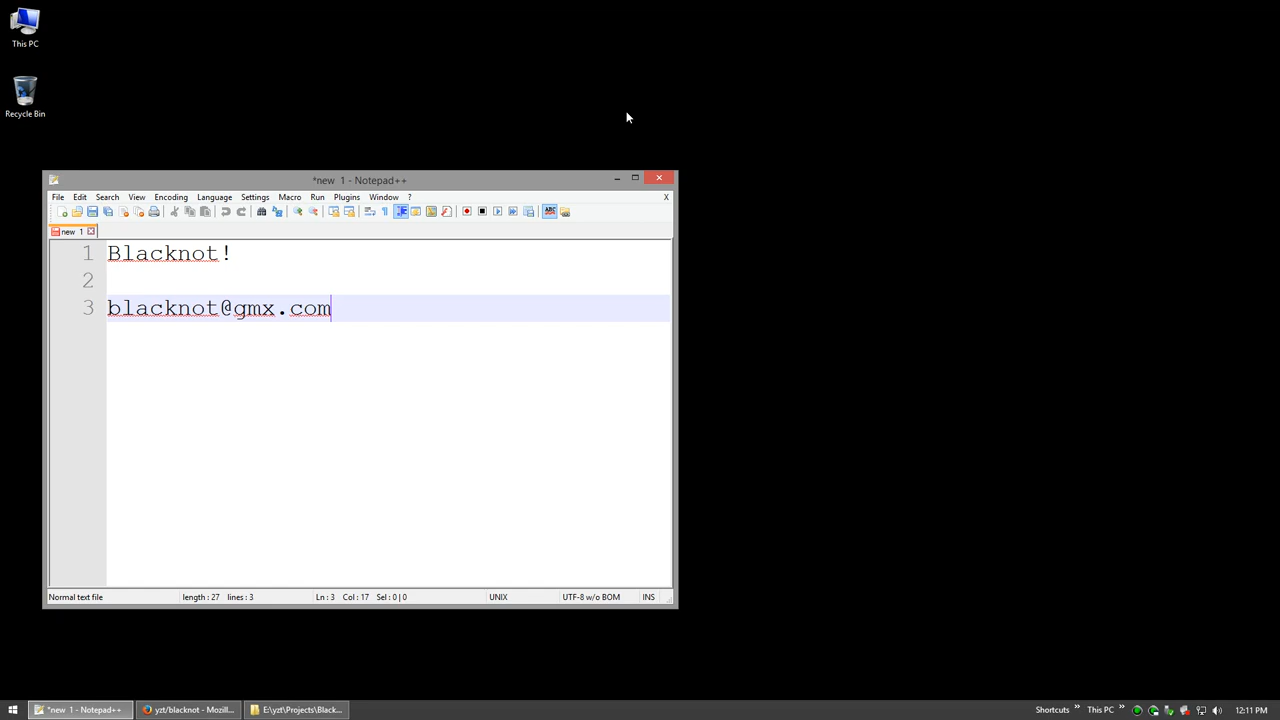 This PC
Recycle Bin
*new 1 - Notepad++
File Edit Search View Encoding Language Settings Macro Run Plugins Window ? X
new 1
1 Blacknot!
2
3 blacknot@gmx.com
Normal text file length : 27 lines : 3 Ln : 3 Col : 17 Sel : 0 | 0 UNIX UTF-8 w/o BOM INS
*new 1 - Notepad++ yzt/blacknot - Mozill... E:\yzt\Projects\Black... Shortcuts » This PC » 12:11 PM